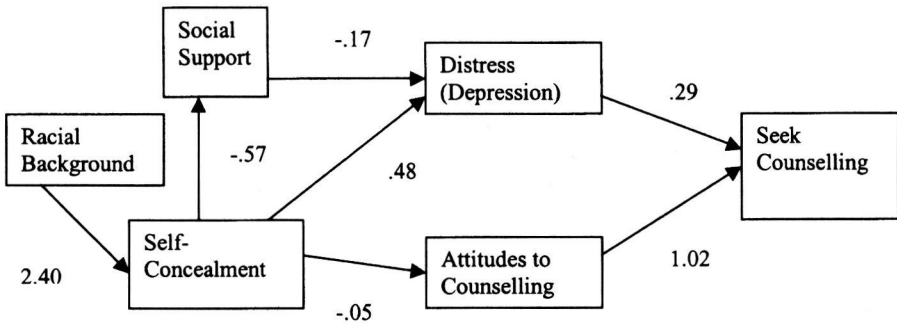 Social
Support
-.17
Distress
(Depression)
.29
Seek
Counselling
Racial
Background
-.57
.48
Self-
Concealment
Attitudes to
Counselling
1.02
2.40
-.05